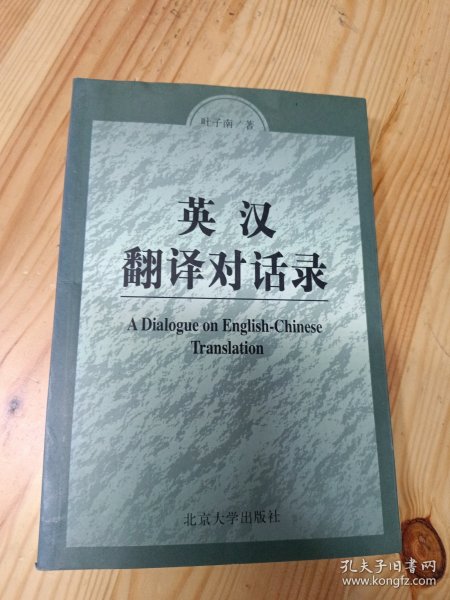 叶子南/著
英汉
翻译对话录
A Dialogue on English-Chinese
Translation
北京大学出版社
孔夫子旧书网
www.kongfz.com